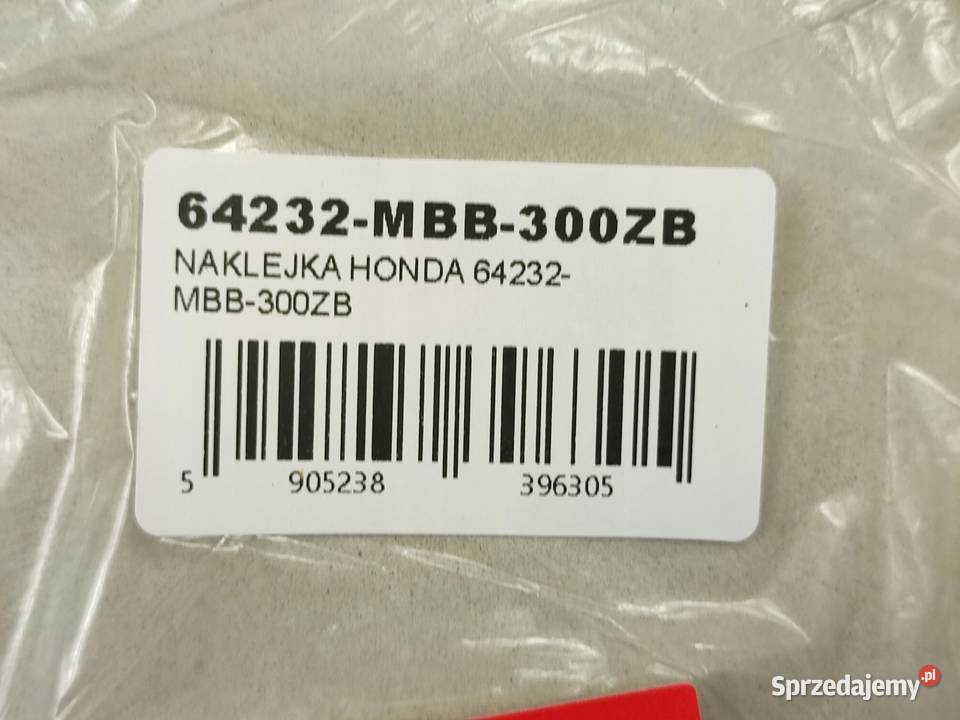 64232-MBB-300ZB
NAKLEJKA HONDA 64232-
MBB-300ZB
5 905238 396305
Sprzedajemy.pl